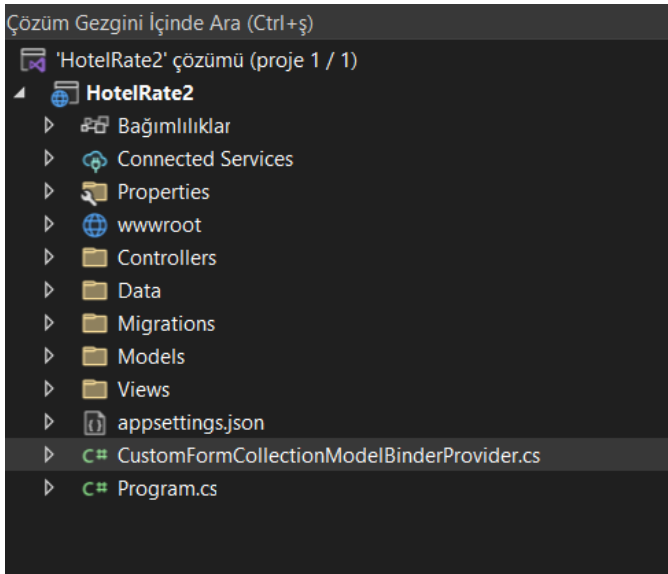 Çözüm Gezgini İçinde Ara (Ctrl+ş)
'HotelRate2' çözümü (proje 1 / 1)
HotelRate2
Bağımlılıklar
Connected Services
Properties
wwwroot
Controllers
Data
Migrations
Models
Views
appsettings.json
C# CustomFormCollectionModelBinderProvider.cs
C# Program.cs